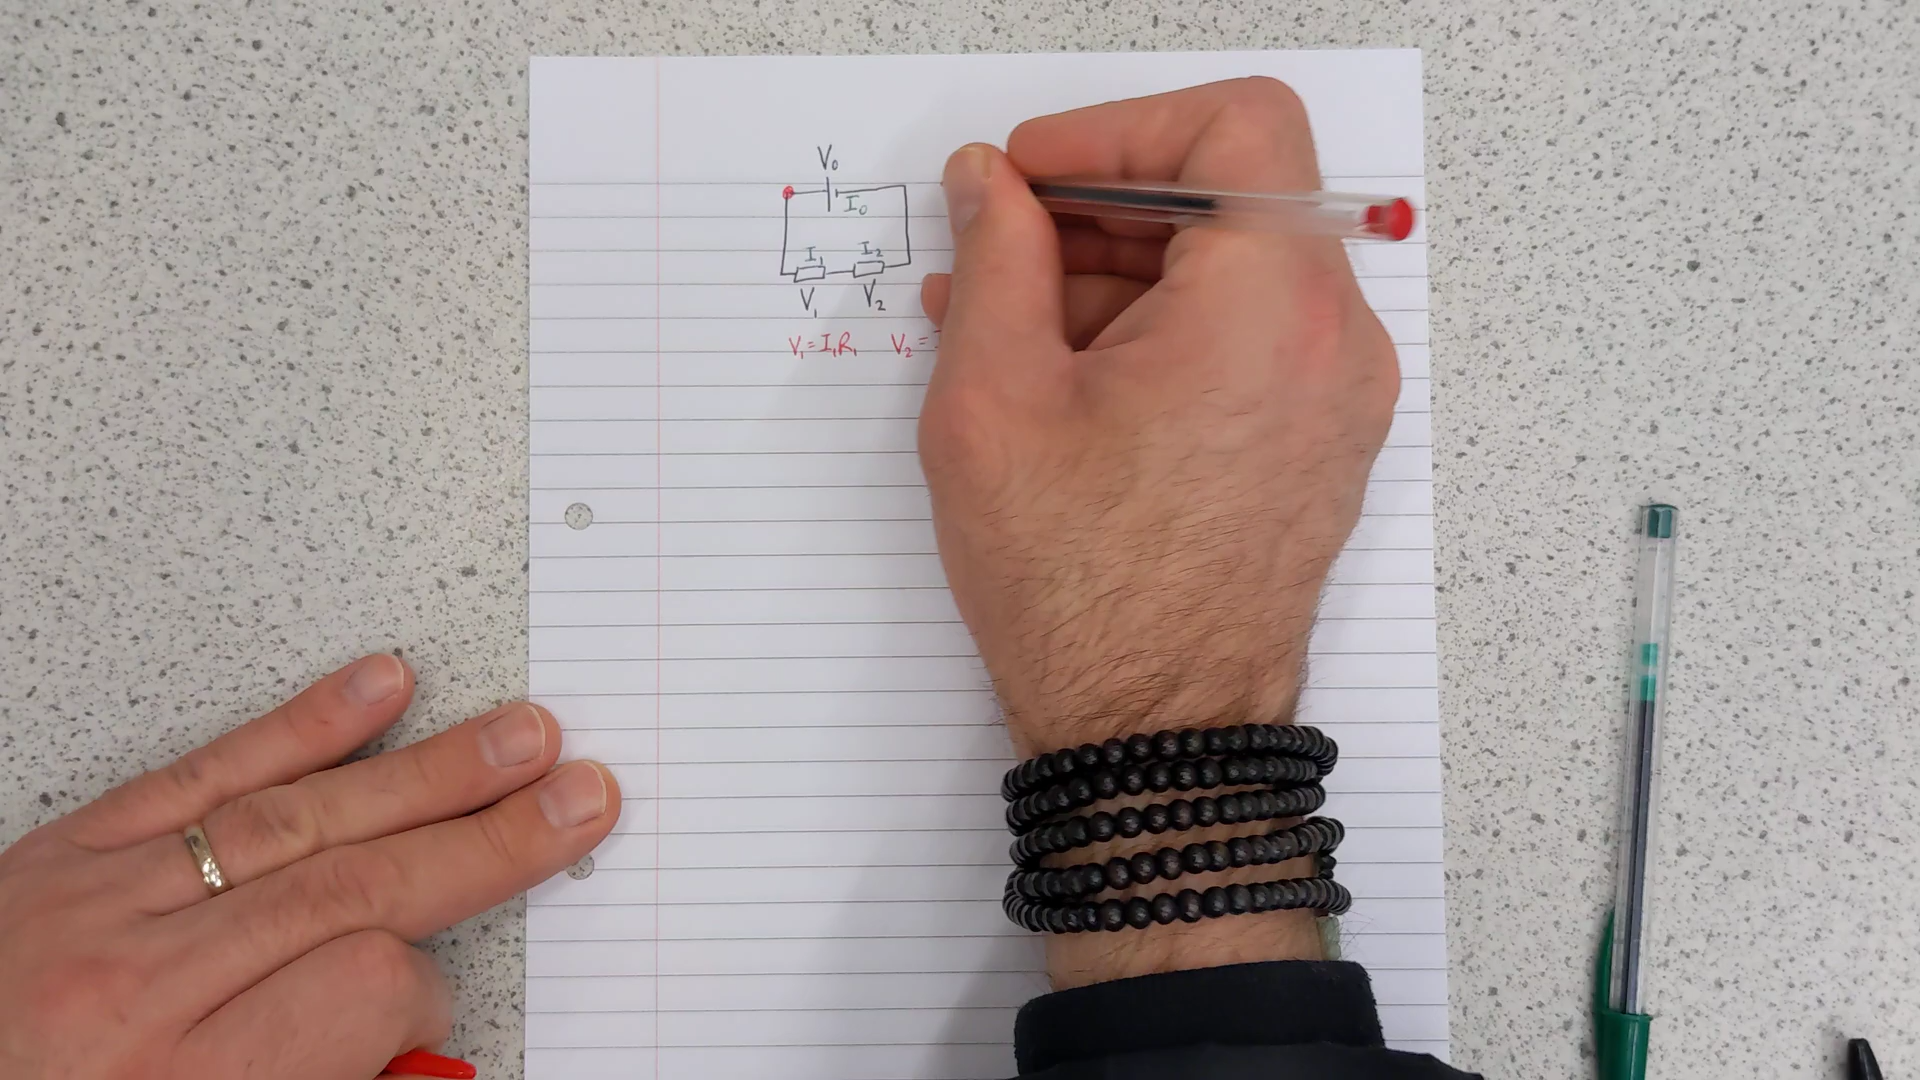 V₀
I₀
I₁ I₂
V₁ V₂
V₁ = I₁R₁ V₂ =